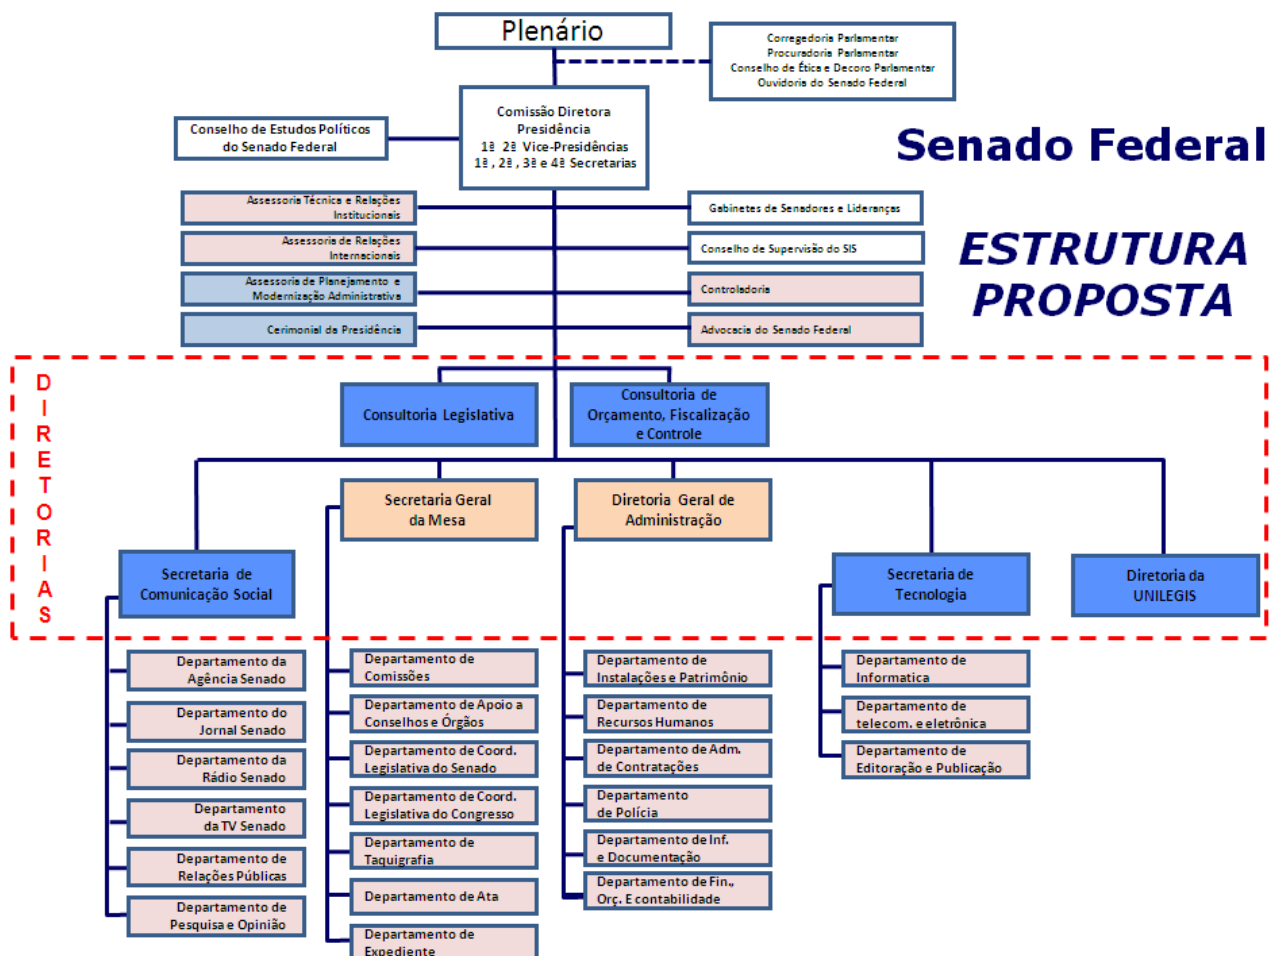 Plenário
Corregedoria Parlamentar
Procuradoria Parlamentar
Conselho de Ética e Decoro Parlamentar
Ouvidoria do Senado Federal
Comissão Diretora
Presidência
1ª 2ª Vice-Presidências
1ª, 2ª, 3ª e 4ª Secretarias
Conselho de Estudos Políticos
do Senado Federal
Senado Federal
ESTRUTURA
PROPOSTA
Assessoria Técnica e Relações
Institucionais
Gabinetes de Senadores e Lideranças
Assessoria de Relações
Internacionais
Conselho de Supervisão do SIS
Assessoria de Planejamento e
Modernização Administrativa
Controladoria
Cerimonial da Presidência
Advocacia do Senado Federal
DIRETORIAS
Consultoria Legislativa
Consultoria de
Orçamento, Fiscalização
e Controle
Secretaria Geral
da Mesa
Diretoria Geral de
Administração
Secretaria de
Comunicação Social
Secretaria de
Tecnologia
Diretoria da
UNILEGIS
Departamento da
Agência Senado
Departamento do
Jornal Senado
Departamento da
Rádio Senado
Departamento
da TV Senado
Departamento de
Relações Públicas
Departamento de
Pesquisa e Opinião
Departamento de
Comissões
Departamento de Apoio a
Conselhos e Órgãos
Departamento de Coord.
Legislativa do Senado
Departamento de Coord.
Legislativa do Congresso
Departamento de
Taquigrafia
Departamento de Ata
Departamento de
Expediente
Departamento de
Instalações e Patrimônio
Departamento de
Recursos Humanos
Departamento de Adm.
de Contratações
Departamento
de Polícia
Departamento de Inf.
e Documentação
Departamento de Fin.,
Orç. E contabilidade
Departamento de
Informatica
Departamento de
telecom. e eletrônica
Departamento de
Editoração e Publicação